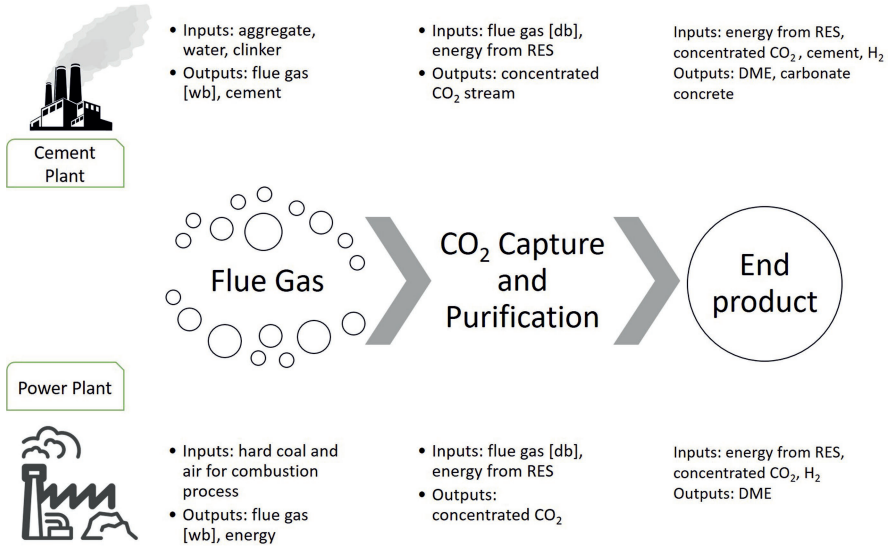 • Inputs: aggregate,
water, clinker
• Outputs: flue gas
[wb], cement
• Inputs: flue gas [db],
energy from RES
• Outputs: concentrated
CO₂ stream
Inputs: energy from RES,
concentrated CO₂ , cement, H₂
Outputs: DME, carbonate
concrete
Cement
Plant
Flue Gas
CO₂ Capture
and
Purification
End
product
Power Plant
• Inputs: hard coal and
air for combustion
process
• Outputs: flue gas
[wb], energy
• Inputs: flue gas [db],
energy from RES
• Outputs:
concentrated CO₂
Inputs: energy from RES,
concentrated CO₂, H₂
Outputs: DME